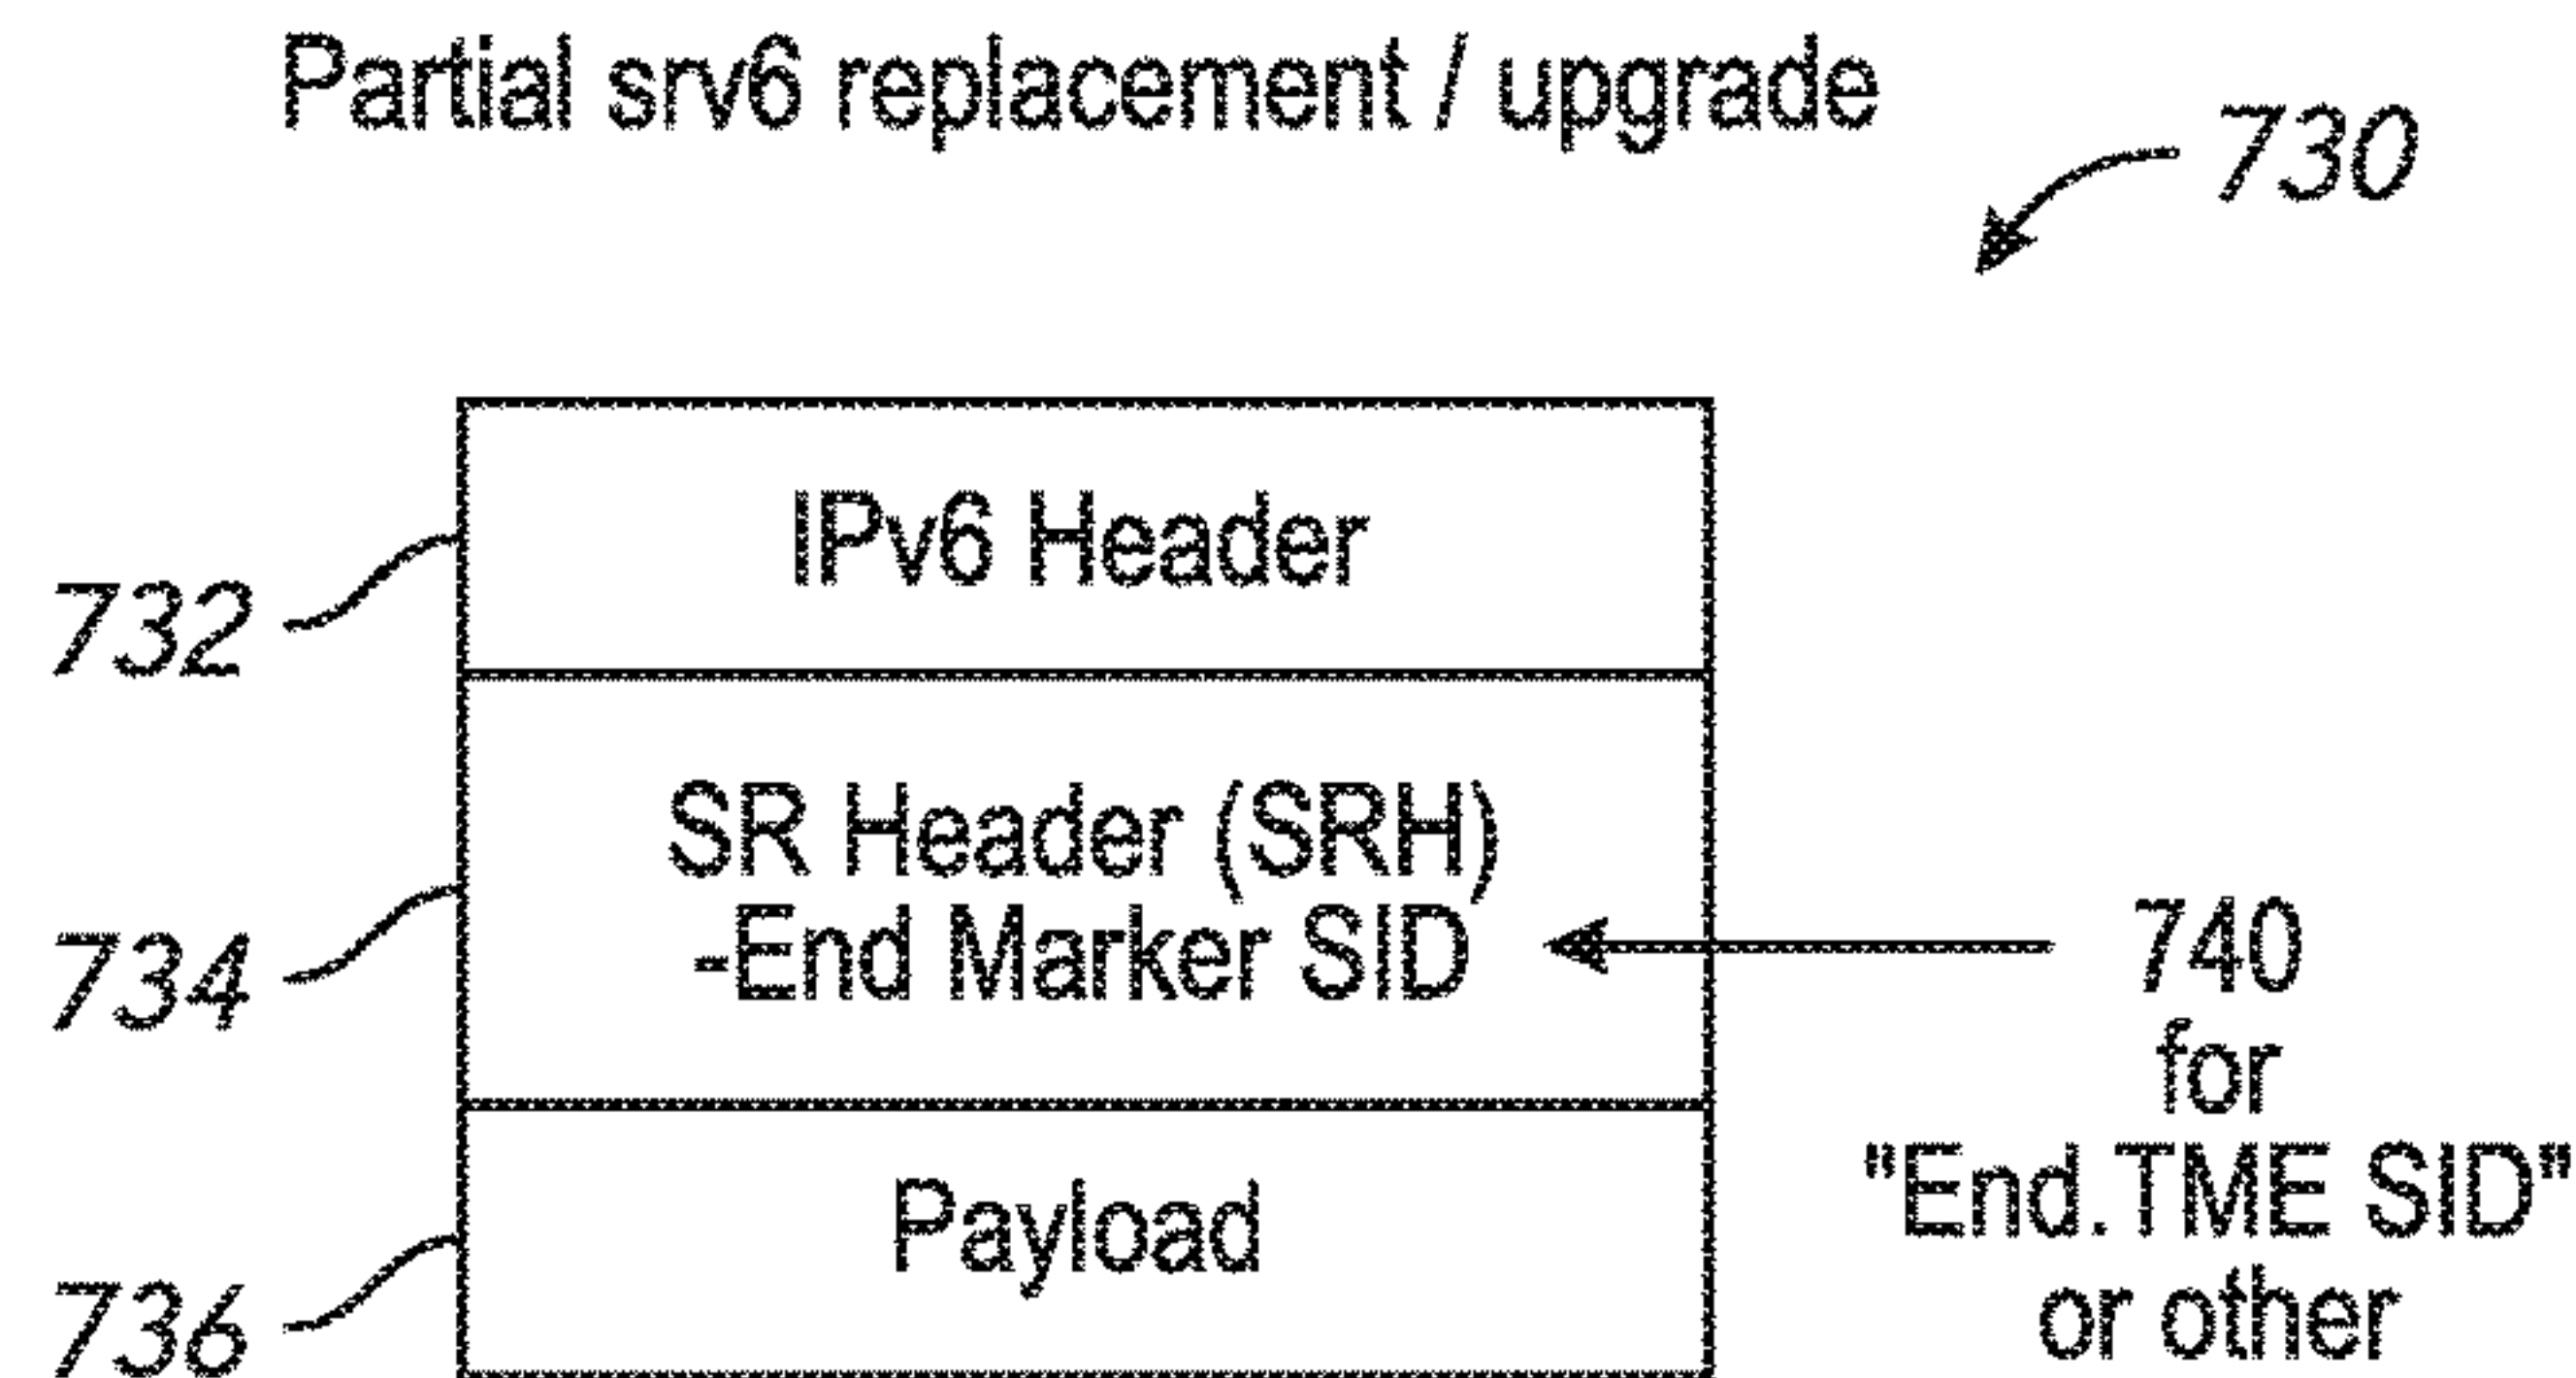 Partial srv6 replacement / upgrade
730
IPv6 Header
732
SR Header (SRH)
-End Marker SID
734
740
for
"End.TME SID"
or other
Payload
736